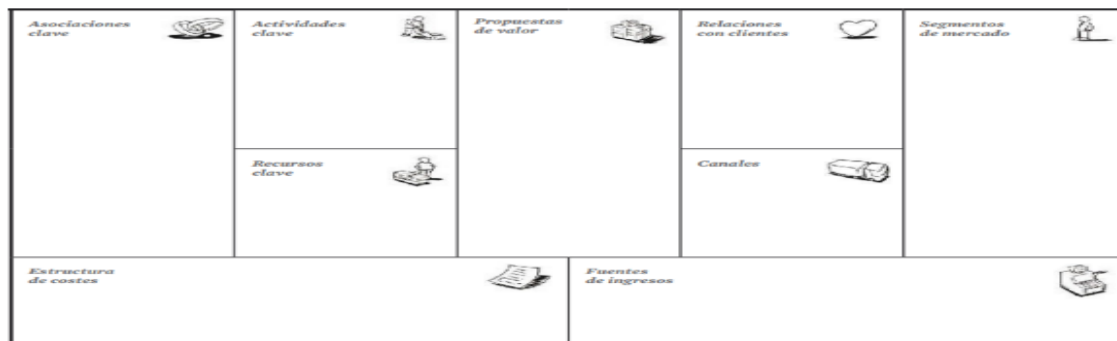 Asociaciones
clave
Actividades
clave
Propuestas
de valor
Relaciones
con clientes
Segmentos
de mercado
Recursos
clave
Canales
Estructura
de costes
Fuentes
de ingresos